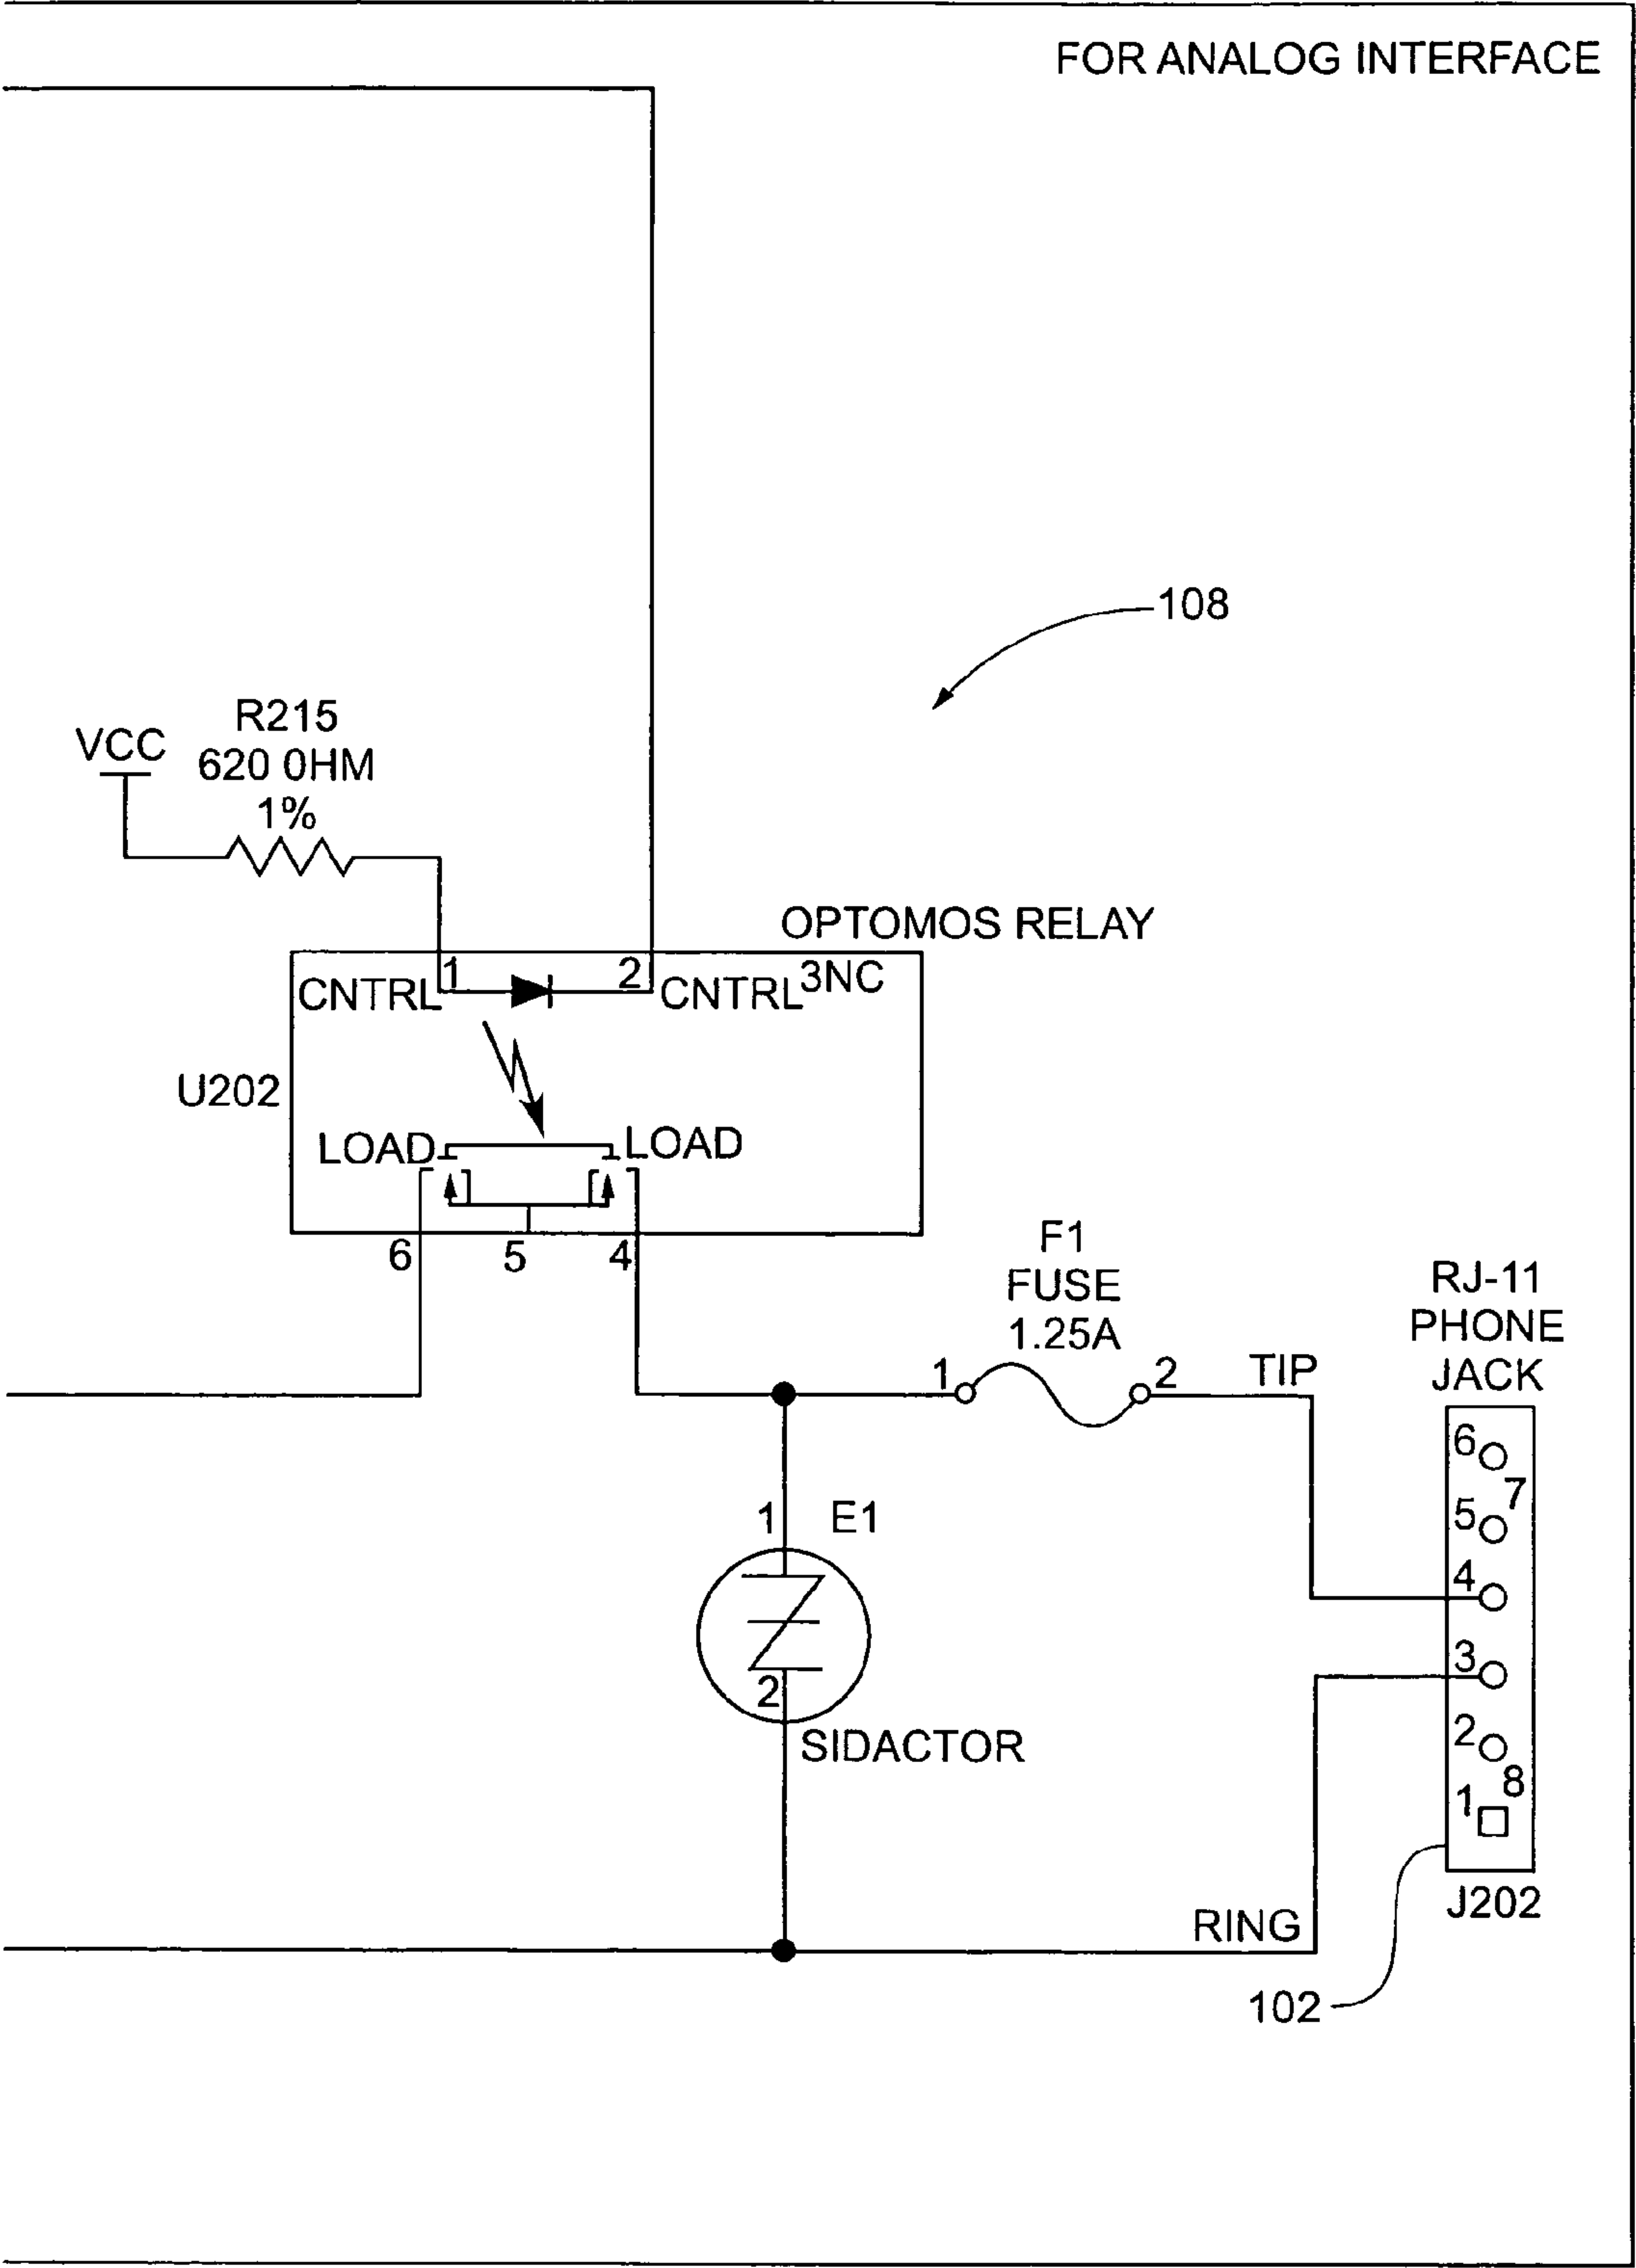 FOR ANALOG INTERFACE
108
R215
VCC
620 0HM
1%
OPTOMOS RELAY
1
2
3NC
CNTRL
CNTRL
U202
LOAD
LOAD
6
5
4
F1
FUSE
1.25A
RJ-11
PHONE
JACK
1
2
TIP
6
7
5
4
3
2
8
1
1
E1
2
SIDACTOR
J202
RING
102